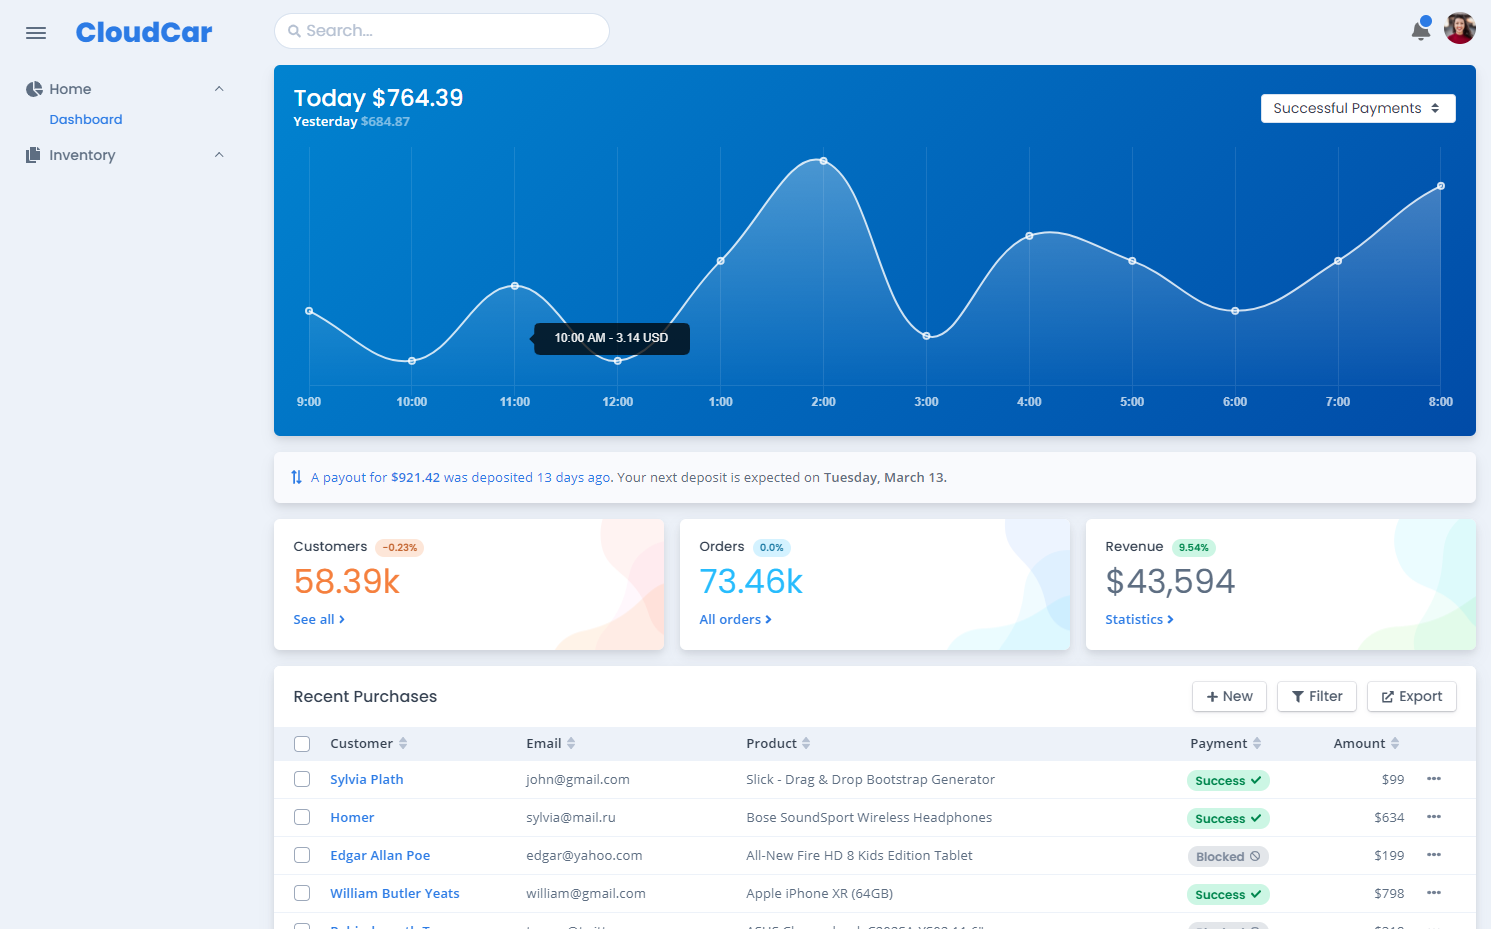 CloudCar
Search...
Home
Dashboard
Inventory
Today $764.39
Yesterday $684.87
Successful Payments
10:00 AM - 3.14 USD
9:00 10:00 11:00 12:00 1:00 2:00 3:00 4:00 5:00 6:00 7:00 8:00
A payout for $921.42 was deposited 13 days ago. Your next deposit is expected on Tuesday, March 13.
Customers -0.23%
58.39k
See all
Orders 0.0%
73.46k
All orders
Revenue 9.54%
$43,594
Statistics
Recent Purchases
New Filter Export
Customer Email Product Payment Amount
Sylvia Plath john@gmail.com Slick - Drag & Drop Bootstrap Generator Success $99
Homer sylvia@mail.ru Bose SoundSport Wireless Headphones Success $634
Edgar Allan Poe edgar@yahoo.com All-New Fire HD 8 Kids Edition Tablet Blocked $199
William Butler Yeats william@gmail.com Apple iPhone XR (64GB) Success $798